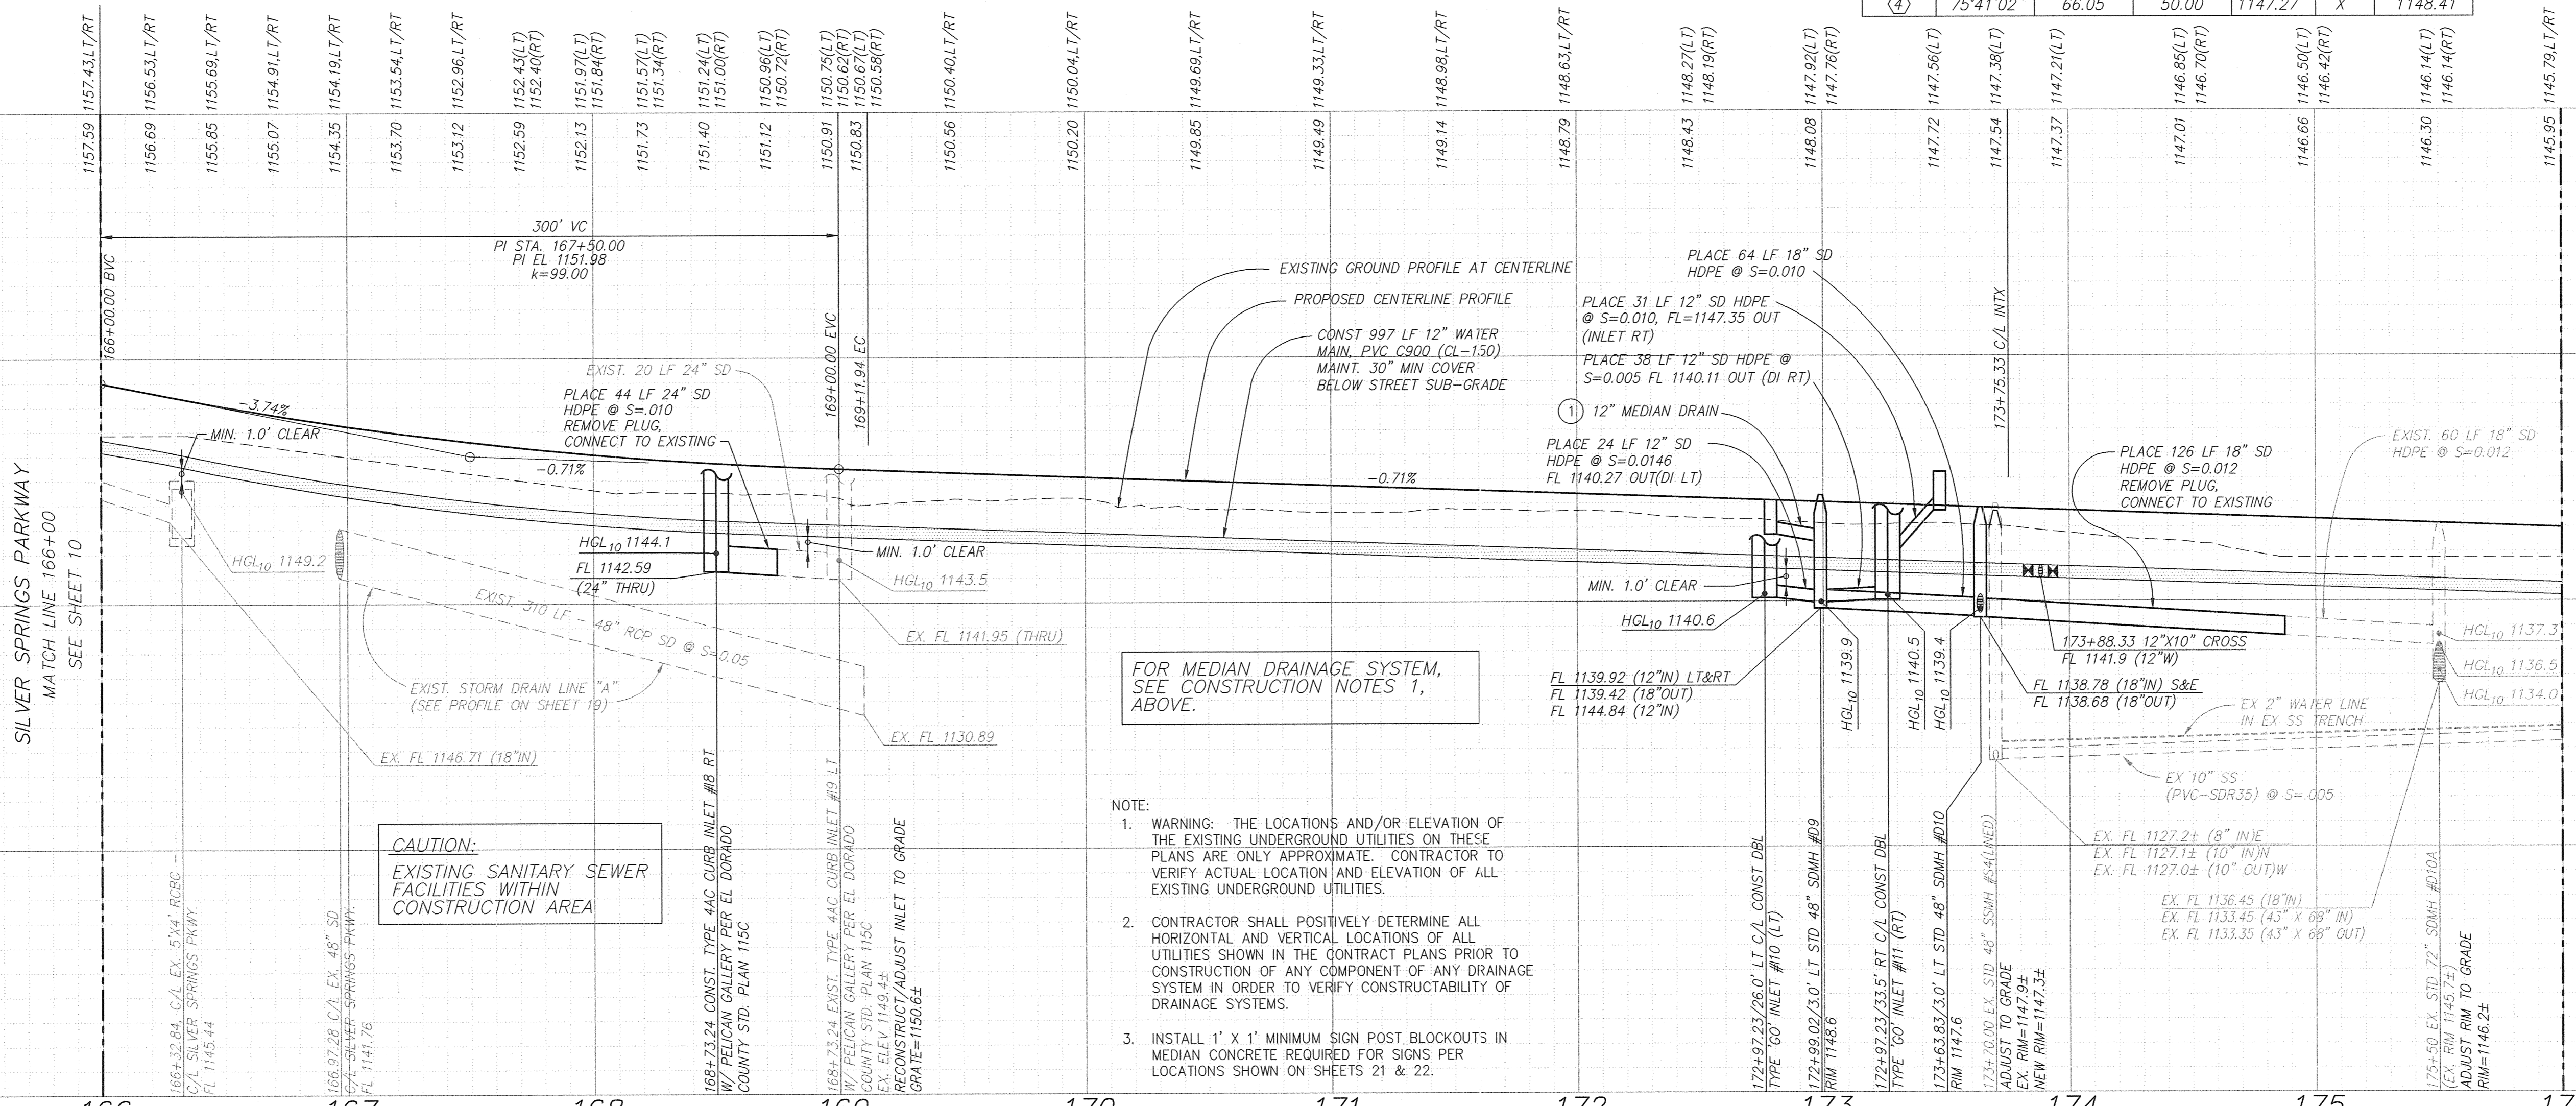 4 75°41'02" 66.05 50.00 1147.27 X 1148.41
1157.43,LT/RT
1156.53,LT/RT
1155.69,LT/RT
1154.91,LT/RT
1154.19,LT/RT
1153.54,LT/RT
1152.96,LT/RT
1152.43(LT)
1152.40(RT)
1151.97(LT)
1151.84(RT)
1151.57(LT)
1151.34(RT)
1151.24(LT)
1151.00(RT)
1150.96(LT)
1150.72(RT)
1150.75(LT)
1150.62(RT)
1150.67(LT)
1150.58(RT)
1150.40,LT/RT
1150.04,LT/RT
1149.69,LT/RT
1149.33,LT/RT
1148.98,LT/RT
1148.63,LT/RT
1148.27(LT)
1148.19(RT)
1147.92(LT)
1147.76(RT)
1147.56(LT)
1147.38(LT)
1147.21(LT)
1146.85(LT)
1146.70(RT)
1146.50(LT)
1146.42(RT)
1146.14(LT)
1146.14(RT)
1145.79,LT/RT
1157.59
1156.69
1155.85
1155.07
1154.35
1153.70
1153.12
1152.59
1152.13
1151.73
1151.40
1151.12
1150.91
1150.83
1150.56
1150.20
1149.85
1149.49
1149.14
1148.79
1148.43
1148.08
1147.72
1147.54
1147.37
1147.01
1146.66
1146.30
1145.95
SILVER SPRINGS PARKWAY
MATCH LINE 166+00
SEE SHEET 10
166+00.00 BVC
300' VC
PI STA. 167+50.00
PI EL 1151.98
k=99.00
169+00.00 EVC
169+11.94 EC
173+75.33 C/L INTX
-3.74%
-0.71%
-0.71%
MIN. 1.0' CLEAR
EXIST. 20 LF 24" SD
PLACE 44 LF 24" SD
HDPE @ S=.010
REMOVE PLUG,
CONNECT TO EXISTING
EXISTING GROUND PROFILE AT CENTERLINE
PROPOSED CENTERLINE PROFILE
CONST 997 LF 12" WATER
MAIN, PVC C900 (CL-150)
MAINT. 30" MIN COVER
BELOW STREET SUB-GRADE
PLACE 64 LF 18" SD
HDPE @ S=0.010
PLACE 31 LF 12" SD HDPE
@ S=0.010, FL=1147.35 OUT
(INLET RT)
PLACE 38 LF 12" SD HDPE @
S=0.005 FL 1140.11 OUT (DI RT)
1 12" MEDIAN DRAIN
PLACE 24 LF 12" SD
HDPE @ S=0.0146
FL 1140.27 OUT(DI LT)
PLACE 126 LF 18" SD
HDPE @ S=0.012
REMOVE PLUG,
CONNECT TO EXISTING
EXIST. 60 LF 18" SD
HDPE @ S=0.012
HGL10 1149.2
HGL10 1144.1
FL 1142.59
(24" THRU)
MIN. 1.0' CLEAR
HGL10 1143.5
EX. FL 1141.95 (THRU)
EXIST. 310 LF - 48" RCP SD @ S=0.05
EXIST. STORM DRAIN LINE "A"
(SEE PROFILE ON SHEET 19)
EX. FL 1130.89
EX. FL 1146.71 (18"IN)
MIN. 1.0' CLEAR
HGL10 1140.6
FL 1139.92 (12"IN) LT&RT
FL 1139.42 (18"OUT)
FL 1144.84 (12"IN)
HGL10 1139.9
HGL10 1140.5
HGL10 1139.4
173+88.33 12"X10" CROSS
FL 1141.9 (12"W)
FL 1138.78 (18"IN) S&E
FL 1138.68 (18"OUT)
HGL10 1137.3
HGL10 1136.5
HGL10 1134.0
EX 2" WATER LINE
IN EX SS TRENCH
EX 10" SS
(PVC-SDR35) @ S=.005
EX. FL 1127.2± (8" IN)E
EX. FL 1127.1± (10" IN)N
EX. FL 1127.0± (10" OUT)W
EX. FL 1136.45 (18"IN)
EX. FL 1133.45 (43" X 68" IN)
EX. FL 1133.35 (43" X 68" OUT)
FOR MEDIAN DRAINAGE SYSTEM,
SEE CONSTRUCTION NOTES 1,
ABOVE.
CAUTION:
EXISTING SANITARY SEWER
FACILITIES WITHIN
CONSTRUCTION AREA
NOTE:
1. WARNING: THE LOCATIONS AND/OR ELEVATION OF
THE EXISTING UNDERGROUND UTILITIES ON THESE
PLANS ARE ONLY APPROXIMATE. CONTRACTOR TO
VERIFY ACTUAL LOCATION AND ELEVATION OF ALL
EXISTING UNDERGROUND UTILITIES.
2. CONTRACTOR SHALL POSITIVELY DETERMINE ALL
HORIZONTAL AND VERTICAL LOCATIONS OF ALL
UTILITIES SHOWN IN THE CONTRACT PLANS PRIOR TO
CONSTRUCTION OF ANY COMPONENT OF ANY DRAINAGE
SYSTEM IN ORDER TO VERIFY CONSTRUCTABILITY OF
DRAINAGE SYSTEMS.
3. INSTALL 1' X 1' MINIMUM SIGN POST BLOCKOUTS IN
MEDIAN CONCRETE REQUIRED FOR SIGNS PER
LOCATIONS SHOWN ON SHEETS 21 & 22.
166+32.84, C/L EX. 5'X4' RCBC
C/L SILVER SPRINGS PKWY.
FL 1145.44
166.97.28 C/L EX. 48" SD
C/L SILVER SPRINGS PKWY.
FL 1141.76
168+73.24 CONST. TYPE 4AC CURB INLET #18 RT
W/ PELICAN GALLERY PER EL DORADO
COUNTY STD. PLAN 115C
168+73.24 EXIST. TYPE 4AC CURB INLET #19 LT
W/ PELICAN GALLERY PER EL DORADO
COUNTY STD. PLAN 115C
EX. ELEV 1149.4±
RECONSTRUCT/ADJUST INLET TO GRADE
GRATE=1150.6±
172+97.23/26.0' LT C/L CONST DBL
TYPE 'GO' INLET #I10 (LT)
172+99.02/3.0' LT STD 48" SDMH #D9
RIM 1148.6
172+97.23/33.5' RT C/L CONST DBL
TYPE 'GO' INLET #I11 (RT)
173+63.83/3.0' LT STD 48" SDMH #D10
RIM 1147.6
173+70.00 EX. STD 48" SSMH #S4(LINED)
ADJUST TO GRADE
EX. RIM=1147.9±
NEW RIM=1147.3±
175+50 EX. STD 72" SDMH #D10A
(EX. RIM 1145.7±)
ADJUST RIM TO GRADE
RIM=1146.2±
166 167 168 169 170 171 172 173 174 175 17